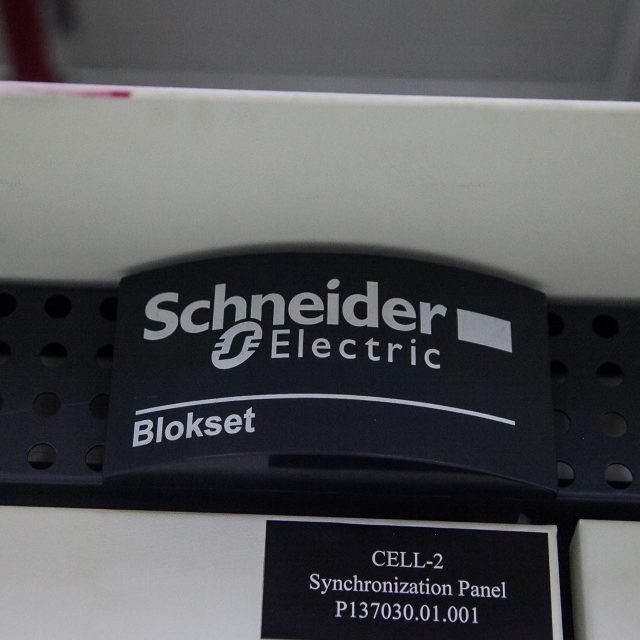 Schneider
Electric
Blokset
CELL-2
Synchronization Panel
P137030.01.001